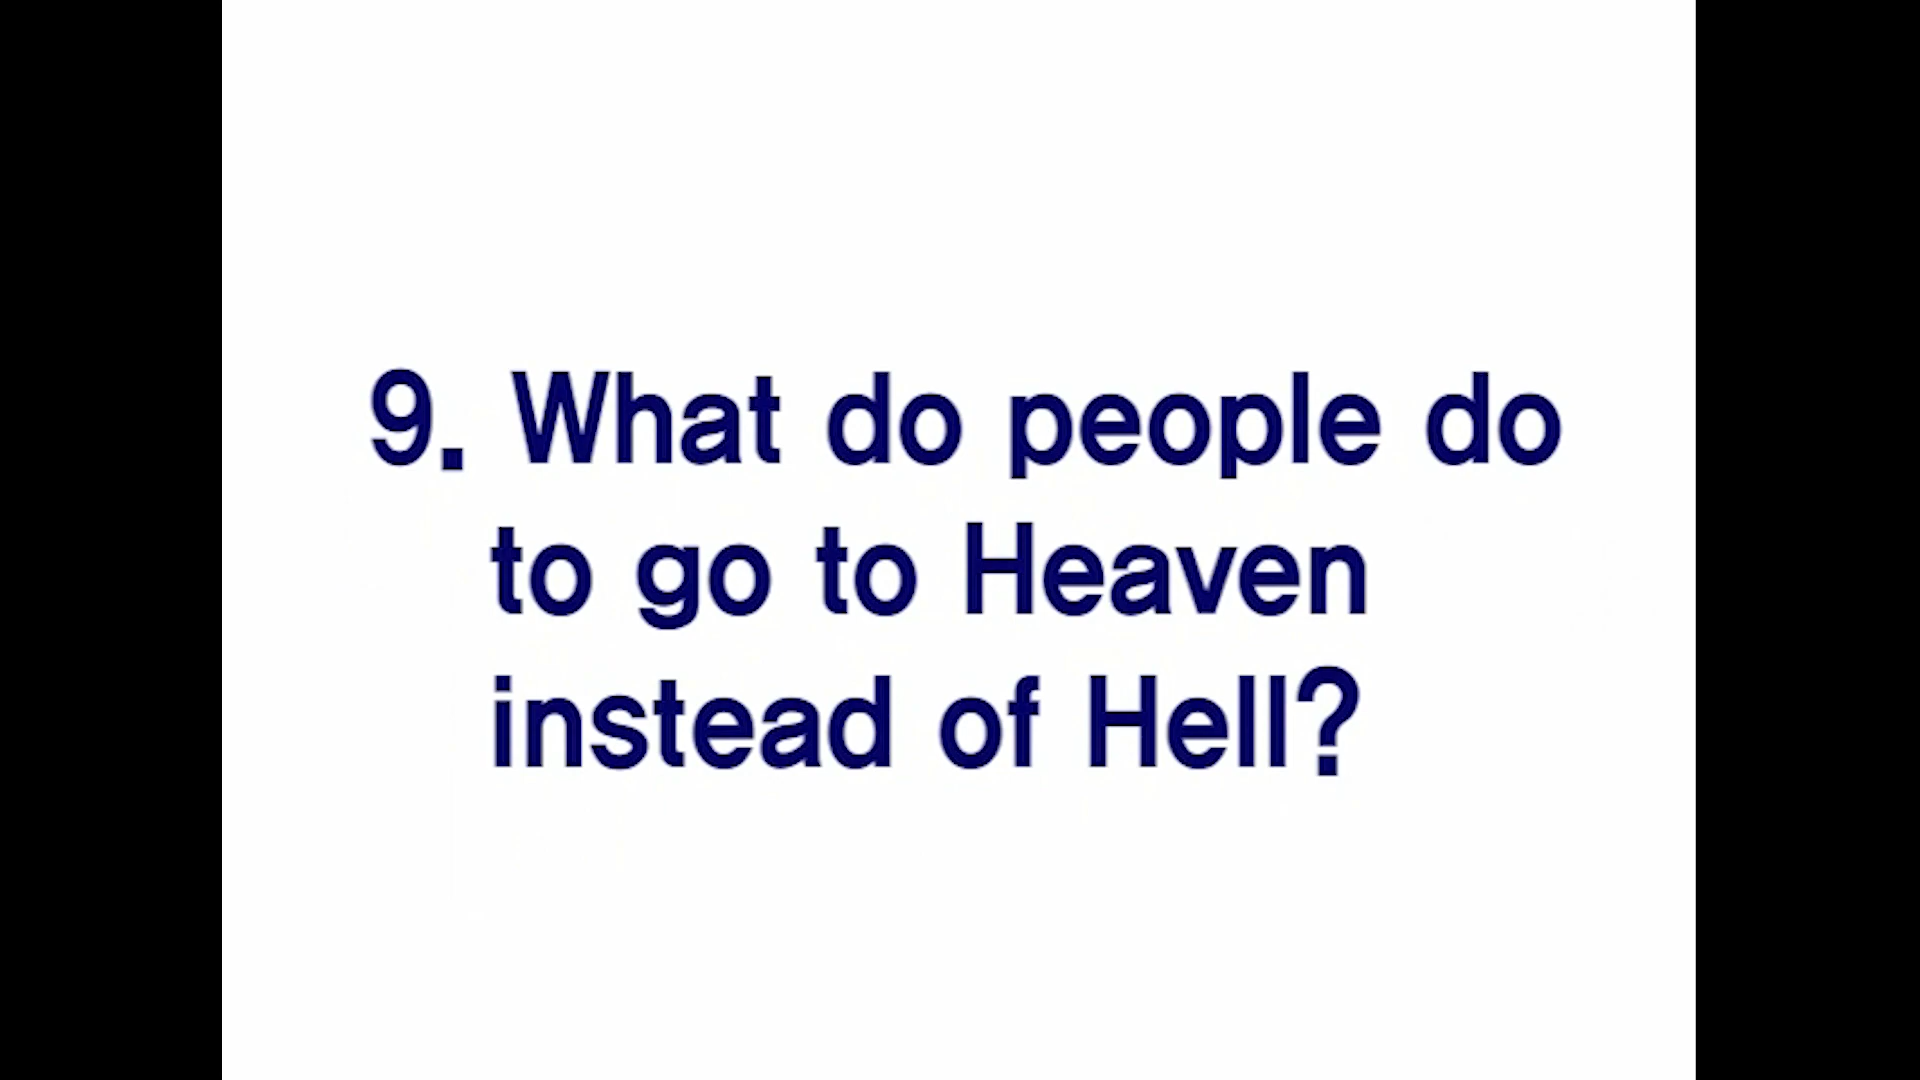 9. What do people do
to go to Heaven
instead of Hell?